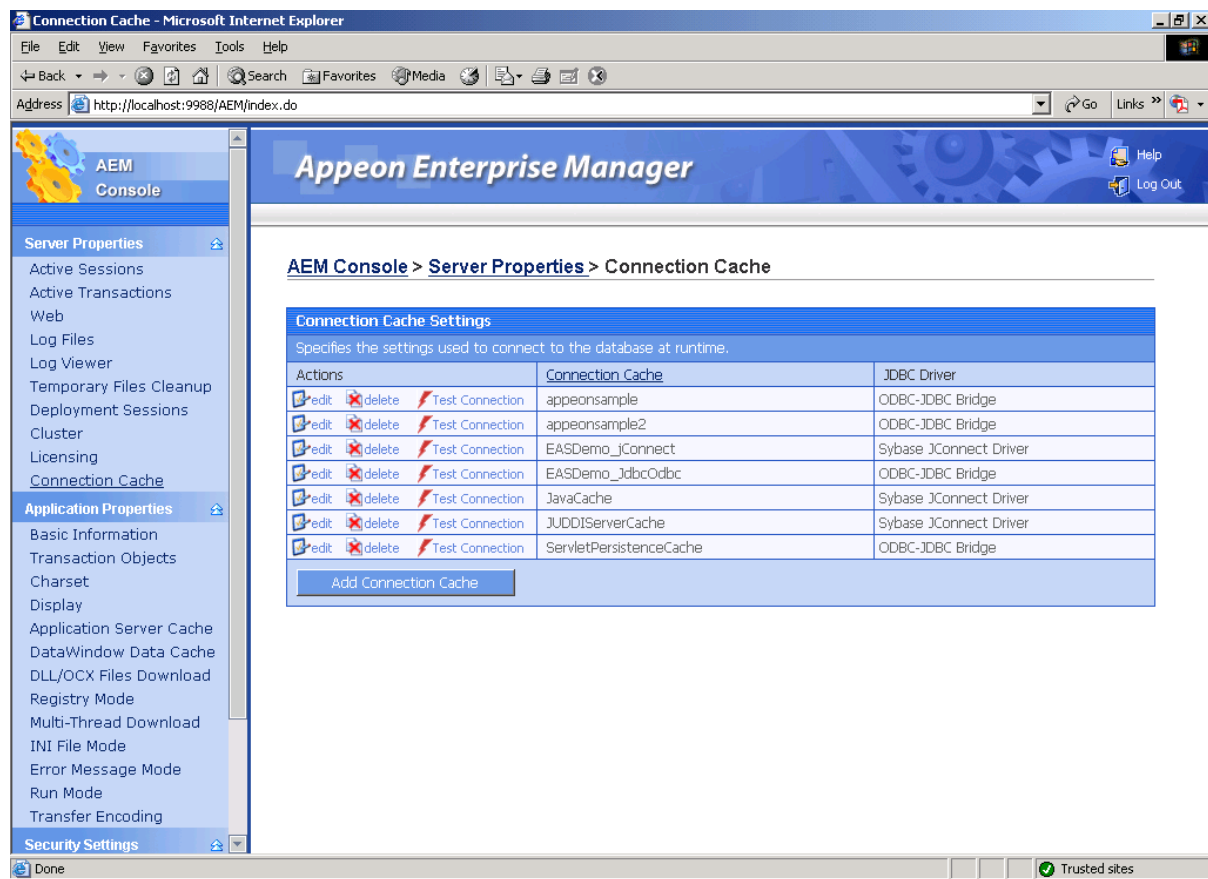 Connection Cache - Microsoft Internet Explorer
File Edit View Favorites Tools Help
Back Search Favorites Media
Address http://localhost:9988/AEM/index.do Go Links »
AEM
Console
Appeon Enterprise Manager
Help
Log Out
Server Properties
Active Sessions
Active Transactions
Web
Log Files
Log Viewer
Temporary Files Cleanup
Deployment Sessions
Cluster
Licensing
Connection Cache
Application Properties
Basic Information
Transaction Objects
Charset
Display
Application Server Cache
DataWindow Data Cache
DLL/OCX Files Download
Registry Mode
Multi-Thread Download
INI File Mode
Error Message Mode
Run Mode
Transfer Encoding
Security Settings
AEM Console > Server Properties > Connection Cache
Connection Cache Settings
Specifies the settings used to connect to the database at runtime.
Actions Connection Cache JDBC Driver
edit delete Test Connection appeonsample ODBC-JDBC Bridge
edit delete Test Connection appeonsample2 ODBC-JDBC Bridge
edit delete Test Connection EASDemo_jConnect Sybase JConnect Driver
edit delete Test Connection EASDemo_JdbcOdbc ODBC-JDBC Bridge
edit delete Test Connection JavaCache Sybase JConnect Driver
edit delete Test Connection JUDDIServerCache Sybase JConnect Driver
edit delete Test Connection ServletPersistenceCache ODBC-JDBC Bridge
Add Connection Cache
Done Trusted sites